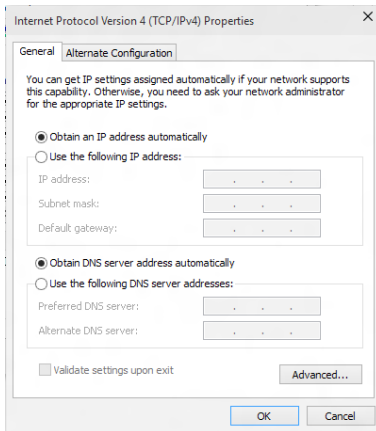 Internet Protocol Version 4 (TCP/IPv4) Properties
General
Alternate Configuration
You can get IP settings assigned automatically if your network supports
this capability. Otherwise, you need to ask your network administrator
for the appropriate IP settings.
Obtain an IP address automatically
Use the following IP address:
IP address:
Subnet mask:
Default gateway:
Obtain DNS server address automatically
Use the following DNS server addresses:
Preferred DNS server:
Alternate DNS server:
Validate settings upon exit
Advanced...
OK
Cancel